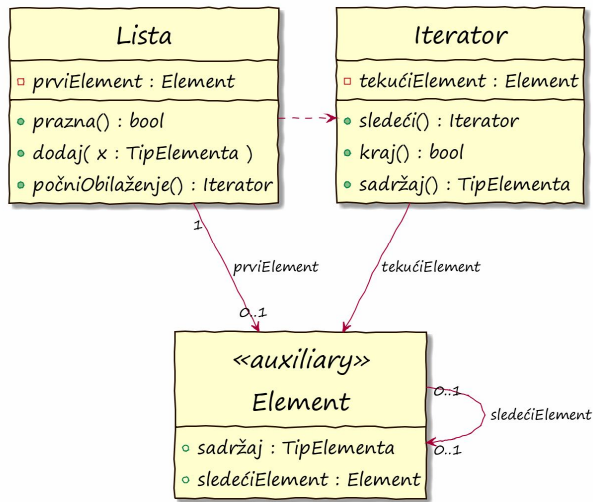 Lista
prviElement : Element
prazna() : bool
dodaj( x : TipElementa )
počniObilaženje() : Iterator
Iterator
tekućiElement : Element
sledeći() : Iterator
kraj() : bool
sadržaj() : TipElementa
1
prviElement
0..1
tekućiElement
«auxiliary»
Element
sadržaj : TipElementa
sledećiElement : Element
0..1
sledećiElement
0..1